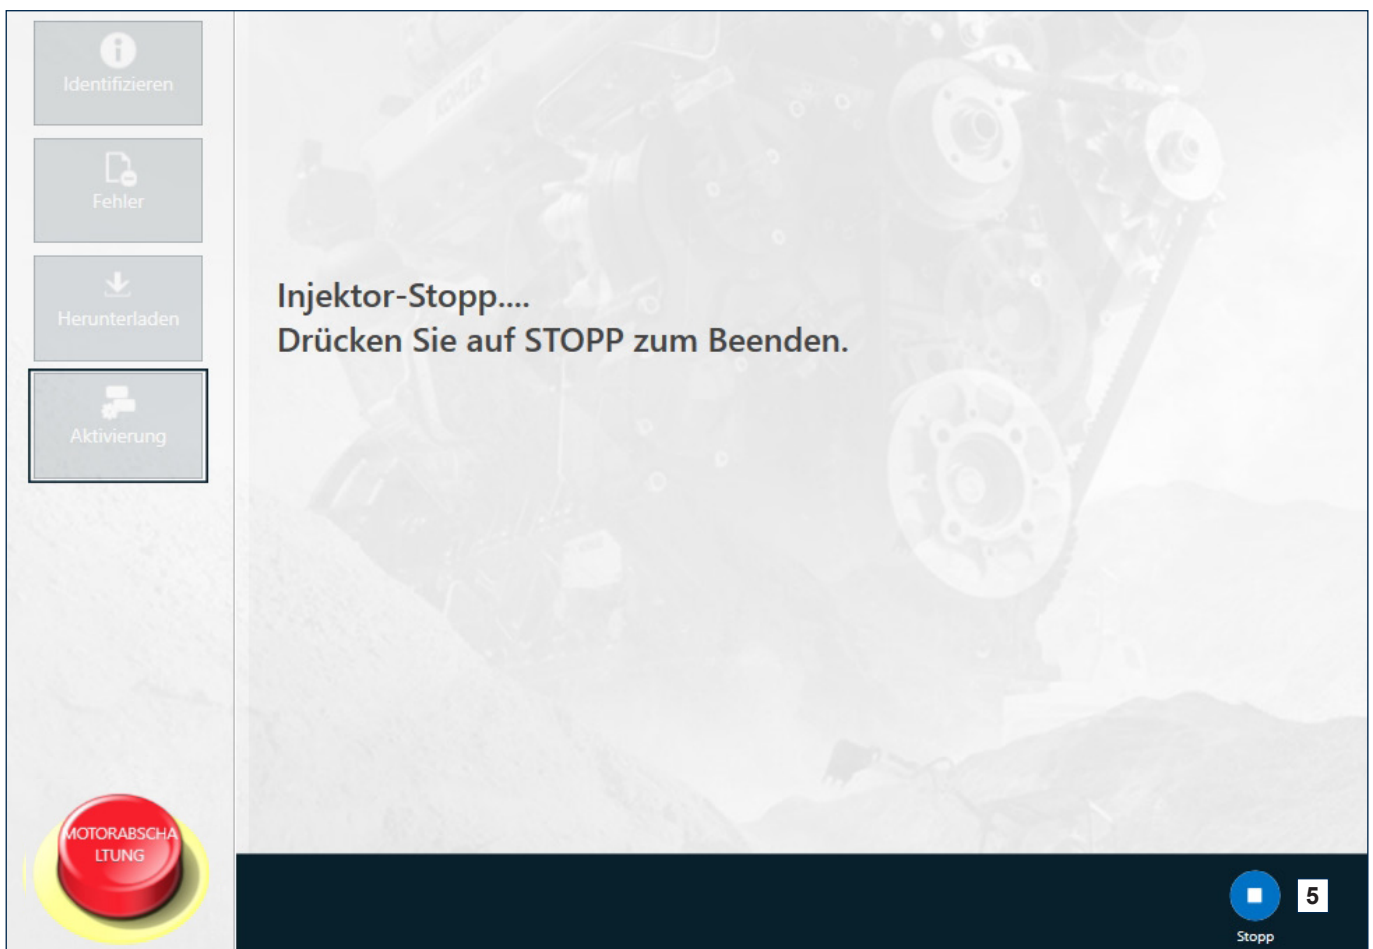 Identifizieren
Fehler
Herunterladen
Aktivierung
Injektor-Stopp....
Drücken Sie auf STOPP zum Beenden.
MOTORABSCHA
LTUNG
5
Stopp